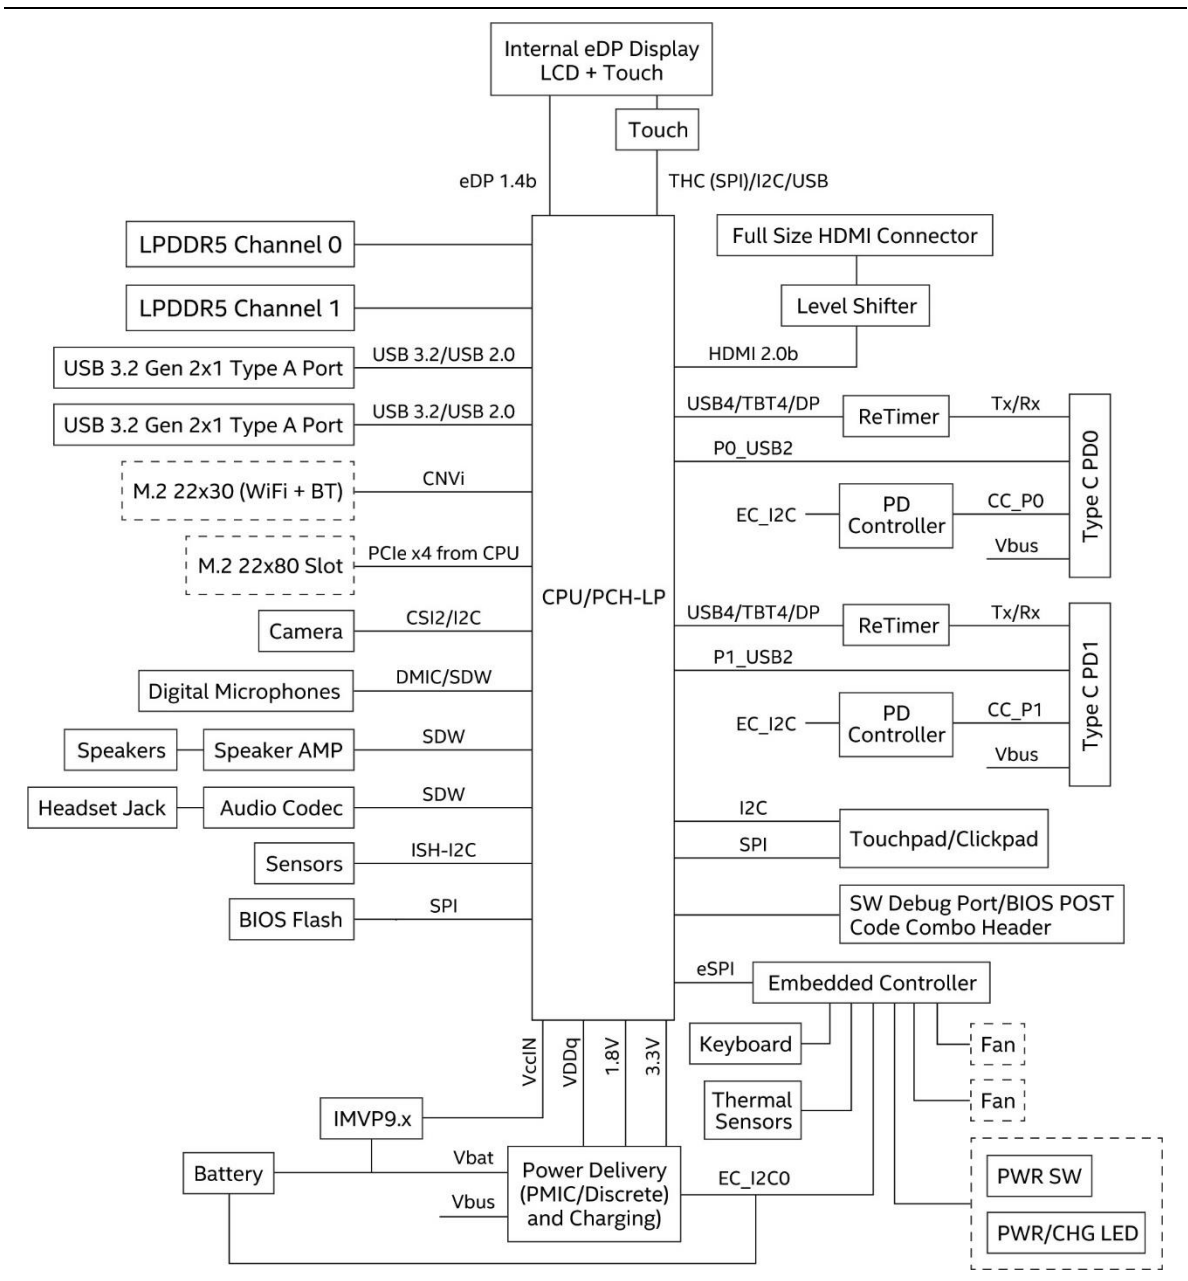 Internal eDP Display
LCD + Touch
Touch
eDP 1.4b
THC (SPI)/I2C/USB
LPDDR5 Channel 0
LPDDR5 Channel 1
USB 3.2 Gen 2x1 Type A Port
USB 3.2/USB 2.0
USB 3.2 Gen 2x1 Type A Port
USB 3.2/USB 2.0
M.2 22x30 (WiFi + BT)
CNVi
M.2 22x80 Slot
PCIe x4 from CPU
Camera
CSI2/I2C
Digital Microphones
DMIC/SDW
Speakers
Speaker AMP
SDW
Headset Jack
Audio Codec
SDW
Sensors
ISH-I2C
BIOS Flash
SPI
CPU/PCH-LP
Full Size HDMI Connector
Level Shifter
HDMI 2.0b
USB4/TBT4/DP
ReTimer
Tx/Rx
P0_USB2
EC_I2C
PD
Controller
CC_P0
Vbus
Type C PD0
USB4/TBT4/DP
ReTimer
Tx/Rx
P1_USB2
EC_I2C
PD
Controller
CC_P1
Vbus
Type C PD1
I2C
SPI
Touchpad/Clickpad
SW Debug Port/BIOS POST
Code Combo Header
eSPI
Embedded Controller
Keyboard
Thermal
Sensors
Fan
Fan
PWR SW
PWR/CHG LED
VccIN
VDDq
1.8V
3.3V
IMVP9.x
Battery
Vbat
Vbus
Power Delivery
(PMIC/Discrete)
and Charging)
EC_I2C0